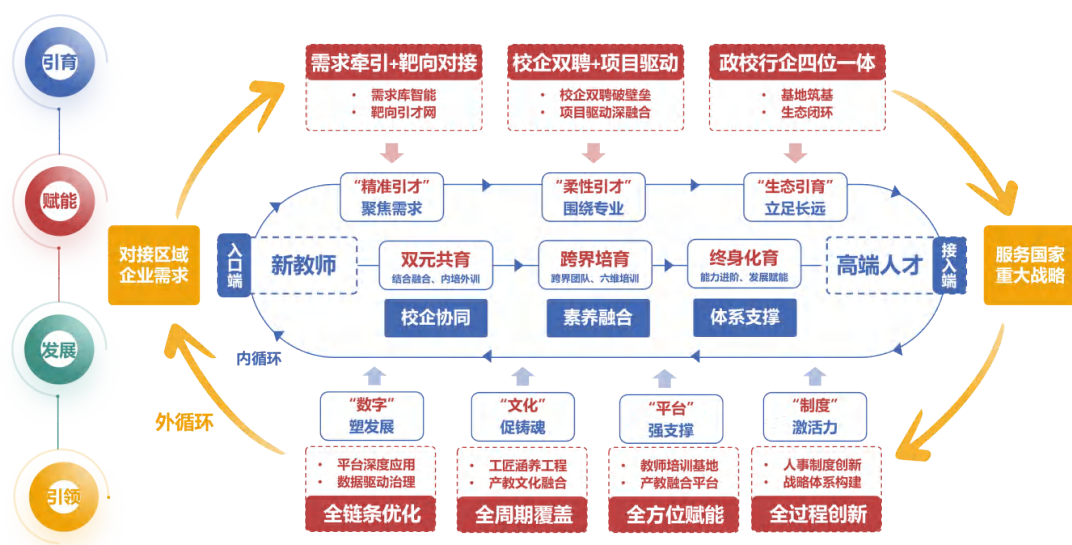 引育
赋能
发展
引领
需求牵引+靶向对接
• 需求库智能
• 靶向引才网
校企双聘+项目驱动
• 校企双聘破壁垒
• 项目驱动深融合
政校行企四位一体
• 基地筑基
• 生态闭环
“精准引才”
聚焦需求
“柔性引才”
围绕专业
“生态引育”
立足长远
对接区域
企业需求
入口端
新教师
双元共育
结合融合、内培外训
跨界培育
跨界团队、六维培训
终身化育
能力进阶、发展赋能
高端人才
接入端
服务国家
重大战略
校企协同
素养融合
体系支撑
内循环
外循环
“数字”
塑发展
“文化”
促铸魂
“平台”
强支撑
“制度”
激活力
• 平台深度应用
• 数据驱动治理
全链条优化
• 工匠涵养工程
• 产教文化融合
全周期覆盖
• 教师培训基地
• 产教融合平台
全方位赋能
• 人事制度创新
• 战略体系构建
全过程创新